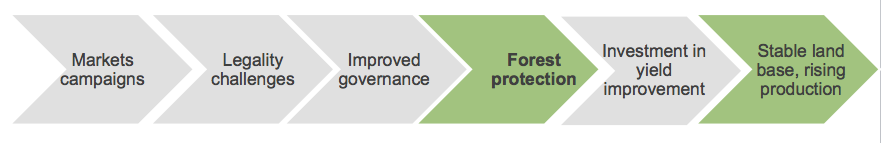 Markets
campaigns
Legality
challenges
Improved
governance
Forest
protection
Investment in
yield
improvement
Stable land
base, rising
production